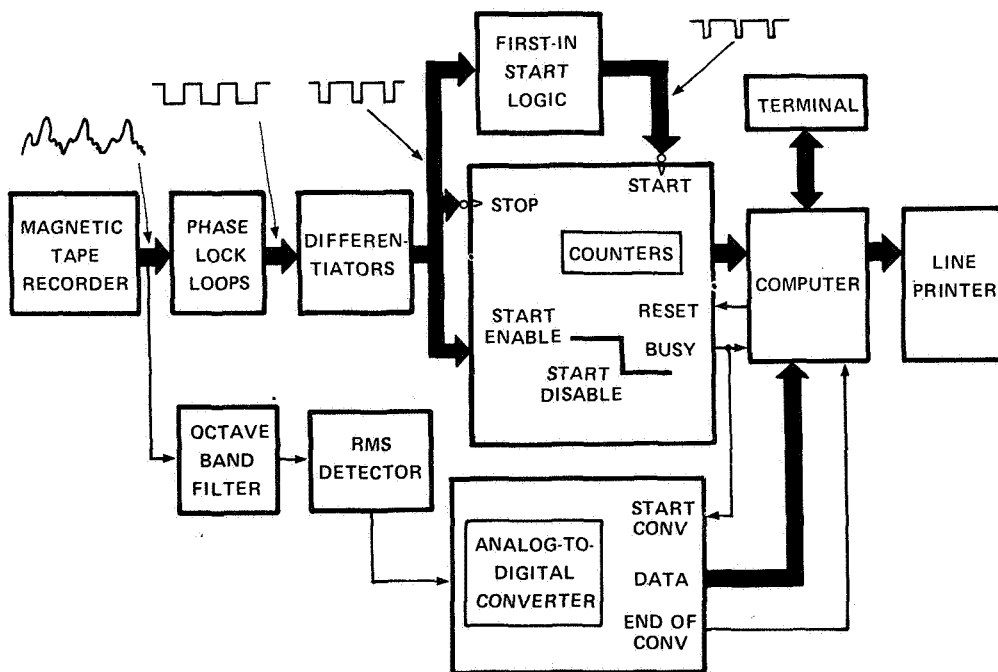 FIRST-IN
START
LOGIC
TERMINAL
MAGNETIC
TAPE
RECORDER
PHASE
LOCK
LOOPS
DIFFEREN-
TIATORS
STOP
START
COUNTERS
START
ENABLE
START
DISABLE
RESET
BUSY
COMPUTER
LINE
PRINTER
OCTAVE
BAND
FILTER
RMS
DETECTOR
ANALOG-TO-
DIGITAL
CONVERTER
START
CONV
DATA
END OF
CONV